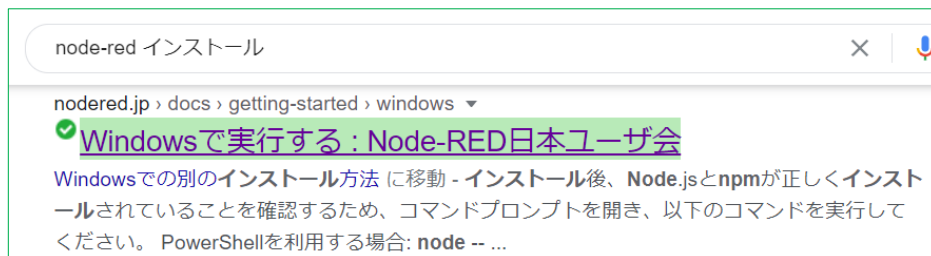 node-red インストール
nodered.jp › docs › getting-started › windows
Windowsで実行する : Node-RED日本ユーザ会
Windowsでの別のインストール方法 に移動 - インストール後、Node.jsとnpmが正しくインスト
ールされていることを確認するため、コマンドプロンプトを開き、以下のコマンドを実行して
ください。 PowerShellを利用する場合: node -- ...